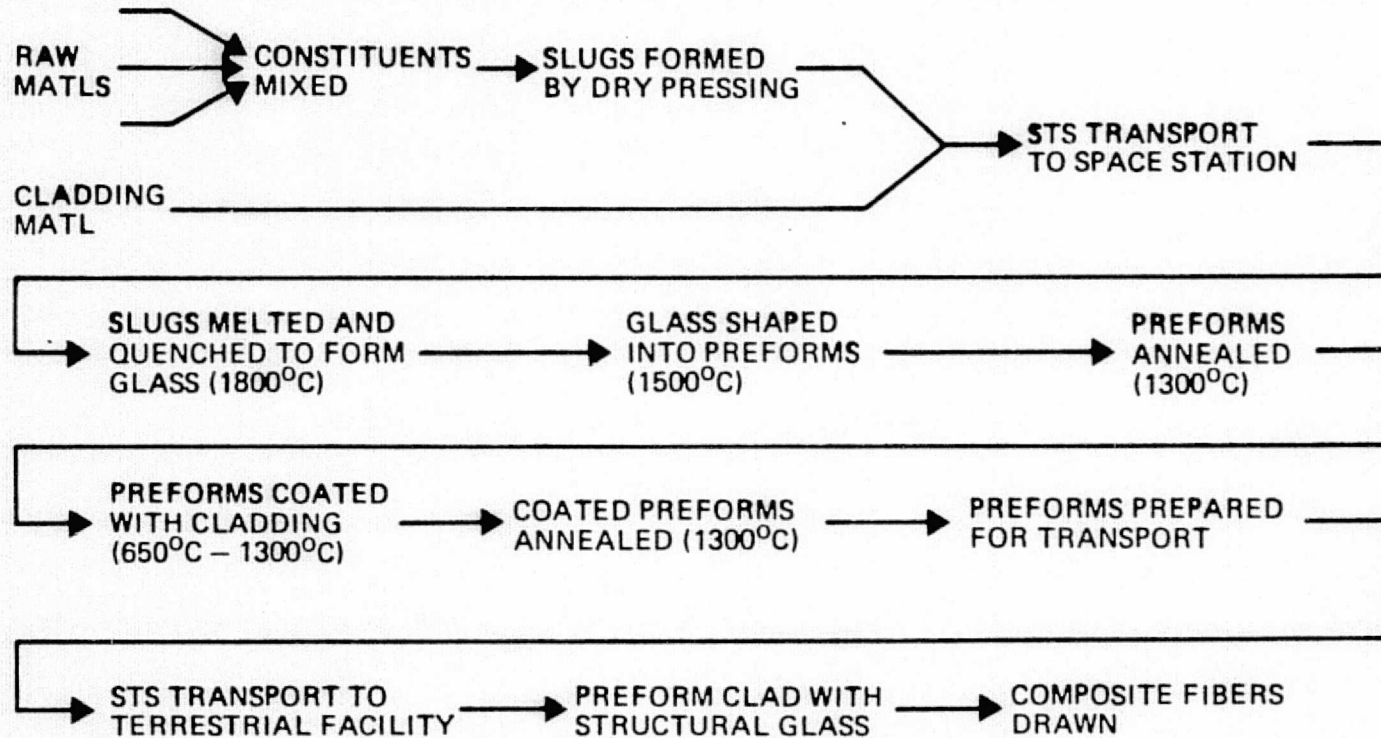 RAW
MATLS
CONSTITUENTS
MIXED
SLUGS FORMED
BY DRY PRESSING
CLADDING
MATL
STS TRANSPORT
TO SPACE STATION
SLUGS MELTED AND
QUENCHED TO FORM
GLASS (1800°C)
GLASS SHAPED
INTO PREFORMS
(1500°C)
PREFORMS
ANNEALED
(1300°C)
PREFORMS COATED
WITH CLADDING
(650°C – 1300°C)
COATED PREFORMS
ANNEALED (1300°C)
PREFORMS PREPARED
FOR TRANSPORT
STS TRANSPORT TO
TERRESTRIAL FACILITY
PREFORM CLAD WITH
STRUCTURAL GLASS
COMPOSITE FIBERS
DRAWN